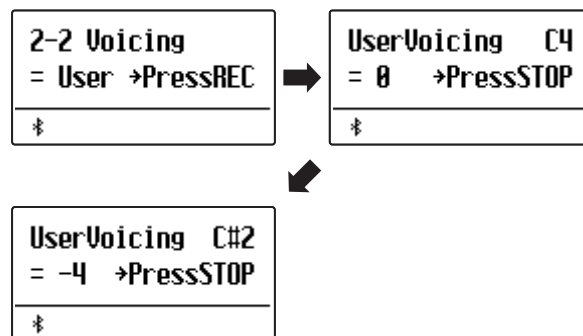 2-2 Voicing
= User →PressREC
UserVoicing C4
= 0 →PressSTOP
UserVoicing C#2
= -4 →PressSTOP